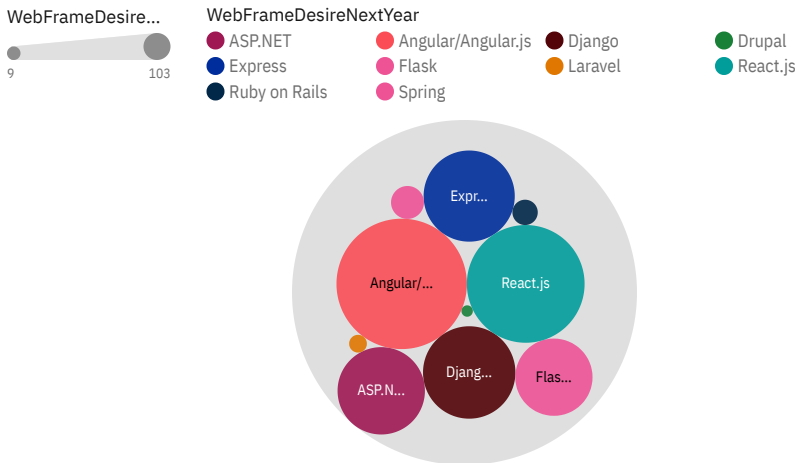 WebFrameDesire...
9 103
WebFrameDesireNextYear
ASP.NET Angular/Angular.js Django Drupal
Express Flask Laravel React.js
Ruby on Rails Spring
Expr...
Angular/... React.js
Djang... Flas...
ASP.N...